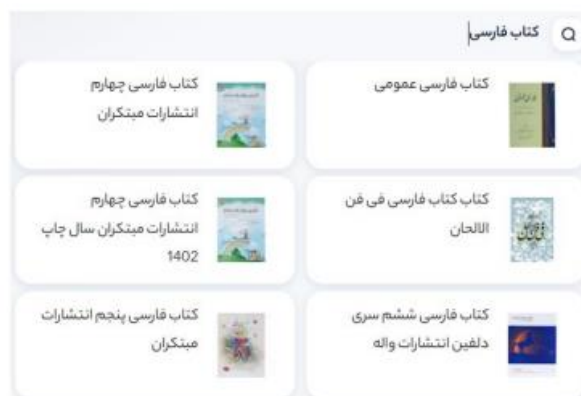 کتاب فارسی
کتاب فارسی عمومی
کتاب فارسی چهارم
انتشارات مبتکران
کتاب کتاب فارسی فی فن
الالحان
کتاب فارسی چهارم
انتشارات مبتکران سال چاپ
1402
کتاب فارسی ششم سری
دلفین انتشارات واله
کتاب فارسی پنجم انتشارات
مبتکران